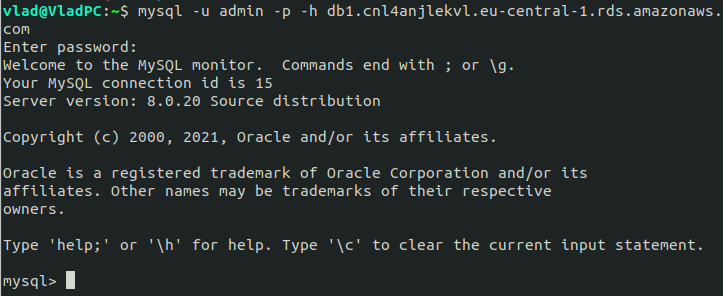 vlad@VladPC:~$ mysql -u admin -p -h db1.cnl4anjlekvl.eu-central-1.rds.amazonaws.
com
Enter password:
Welcome to the MySQL monitor.  Commands end with ; or \g.
Your MySQL connection id is 15
Server version: 8.0.20 Source distribution
Copyright (c) 2000, 2021, Oracle and/or its affiliates.
Oracle is a registered trademark of Oracle Corporation and/or its
affiliates. Other names may be trademarks of their respective
owners.
Type 'help;' or '\h' for help. Type '\c' to clear the current input statement.
mysql>